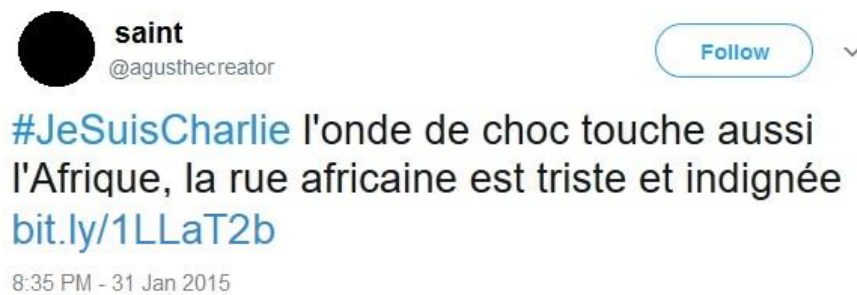 saint
@agusthecreator
Follow
#JeSuisCharlie l'onde de choc touche aussi
l'Afrique, la rue africaine est triste et indignée
bit.ly/1LLaT2b
8:35 PM - 31 Jan 2015